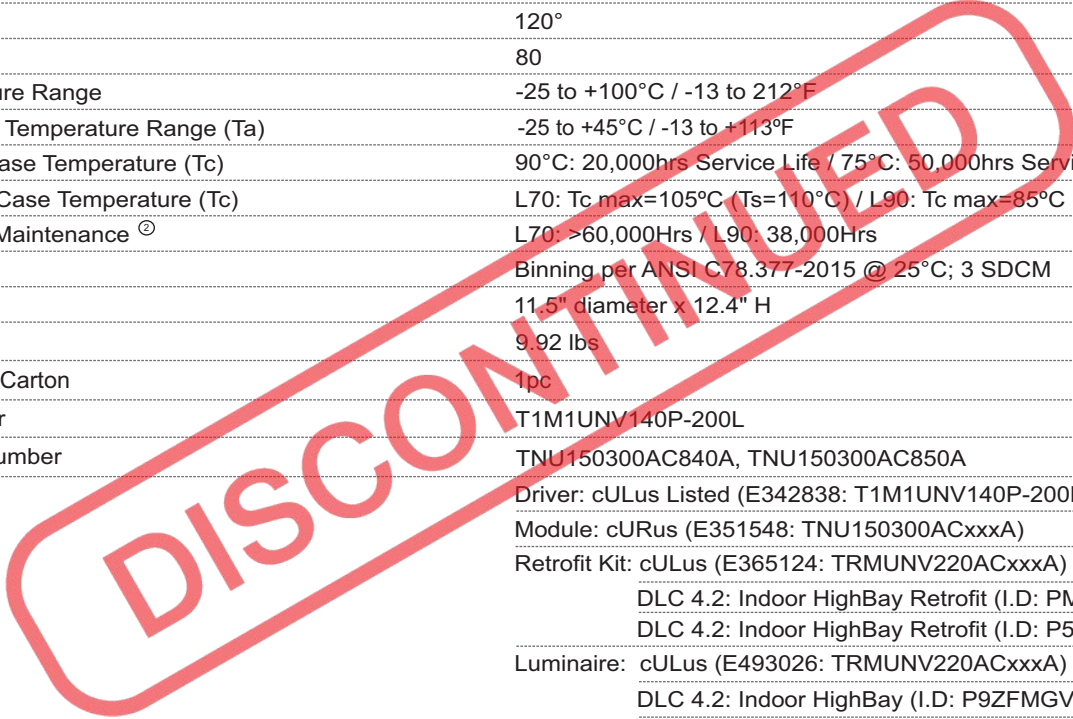 120°
80
ure Range -25 to +100°C / -13 to 212°F
Temperature Range (Ta) -25 to +45°C / -13 to +113ºF
ase Temperature (Tc) 90°C: 20,000hrs Service Life / 75°C: 50,000hrs Servi
Case Temperature (Tc) L70: Tc max=105ºC (Ts=110°C) / L90: Tc max=85ºC
Maintenance ② L70: >60,000Hrs / L90: 38,000Hrs
Binning per ANSI C78.377-2015 @ 25°C; 3 SDCM
11.5" diameter x 12.4" H
9.92 lbs
Carton 1pc
r T1M1UNV140P-200L
umber TNU150300AC840A, TNU150300AC850A
Driver: cULus Listed (E342838: T1M1UNV140P-200L
Module: cURus (E351548: TNU150300ACxxxA)
Retrofit Kit: cULus (E365124: TRMUNV220ACxxxA)
DLC 4.2: Indoor HighBay Retrofit (I.D: PM
DLC 4.2: Indoor HighBay Retrofit (I.D: P5
Luminaire: cULus (E493026: TRMUNV220ACxxxA)
DLC 4.2: Indoor HighBay (I.D: P9ZFMGV
DISCONTINUED